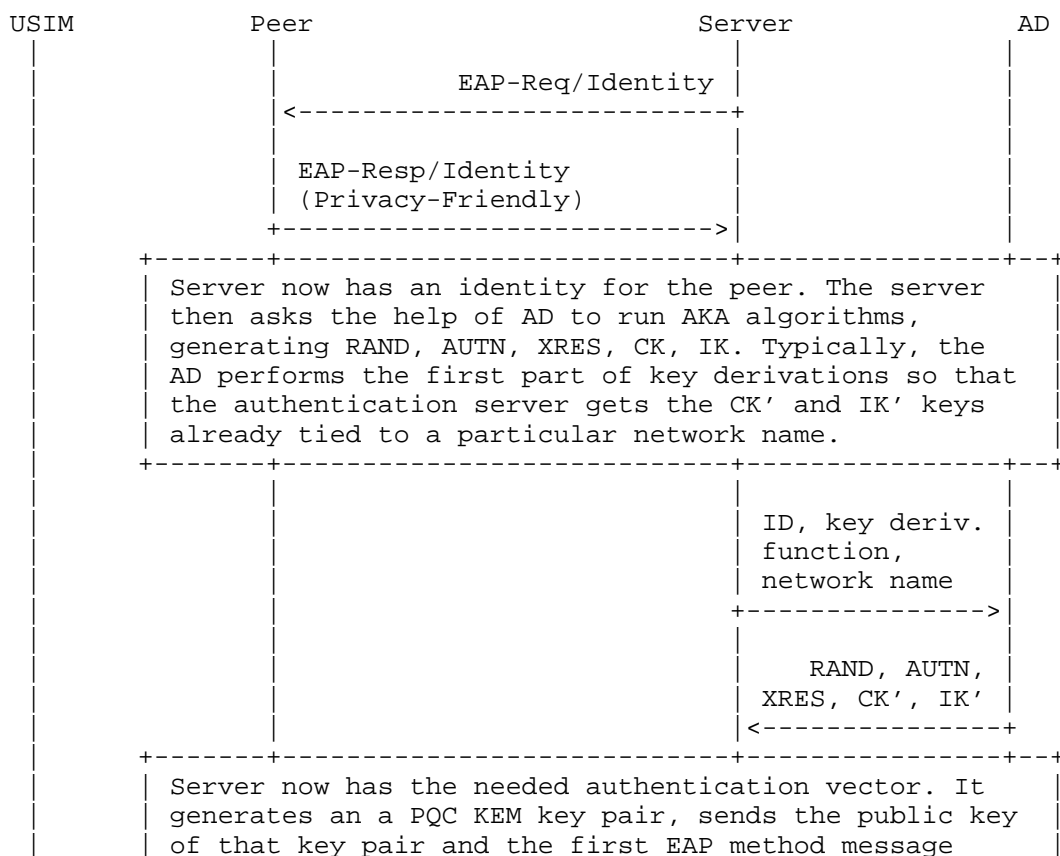 USIM Peer Server AD
EAP-Req/Identity
EAP-Resp/Identity
(Privacy-Friendly)
Server now has an identity for the peer. The server
then asks the help of AD to run AKA algorithms,
generating RAND, AUTN, XRES, CK, IK. Typically, the
AD performs the first part of key derivations so that
the authentication server gets the CK' and IK' keys
already tied to a particular network name.
ID, key deriv.
function,
network name
RAND, AUTN,
XRES, CK', IK'
Server now has the needed authentication vector. It
generates an a PQC KEM key pair, sends the public key
of that key pair and the first EAP method message